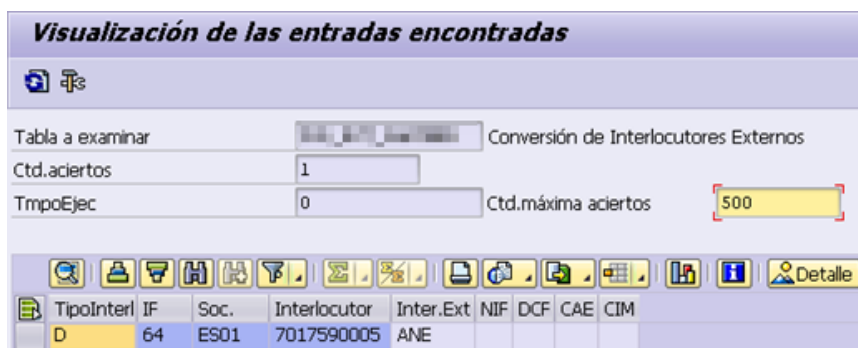 Visualización de las entradas encontradas
Tabla a examinar Conversión de Interlocutores Externos
Ctd.aciertos 1
TmpoEjec 0 Ctd.máxima aciertos 500
Detalle
TipoInterl IF Soc. Interlocutor Inter.Ext NIF DCF CAE CIM
D 64 ES01 7017590005 ANE